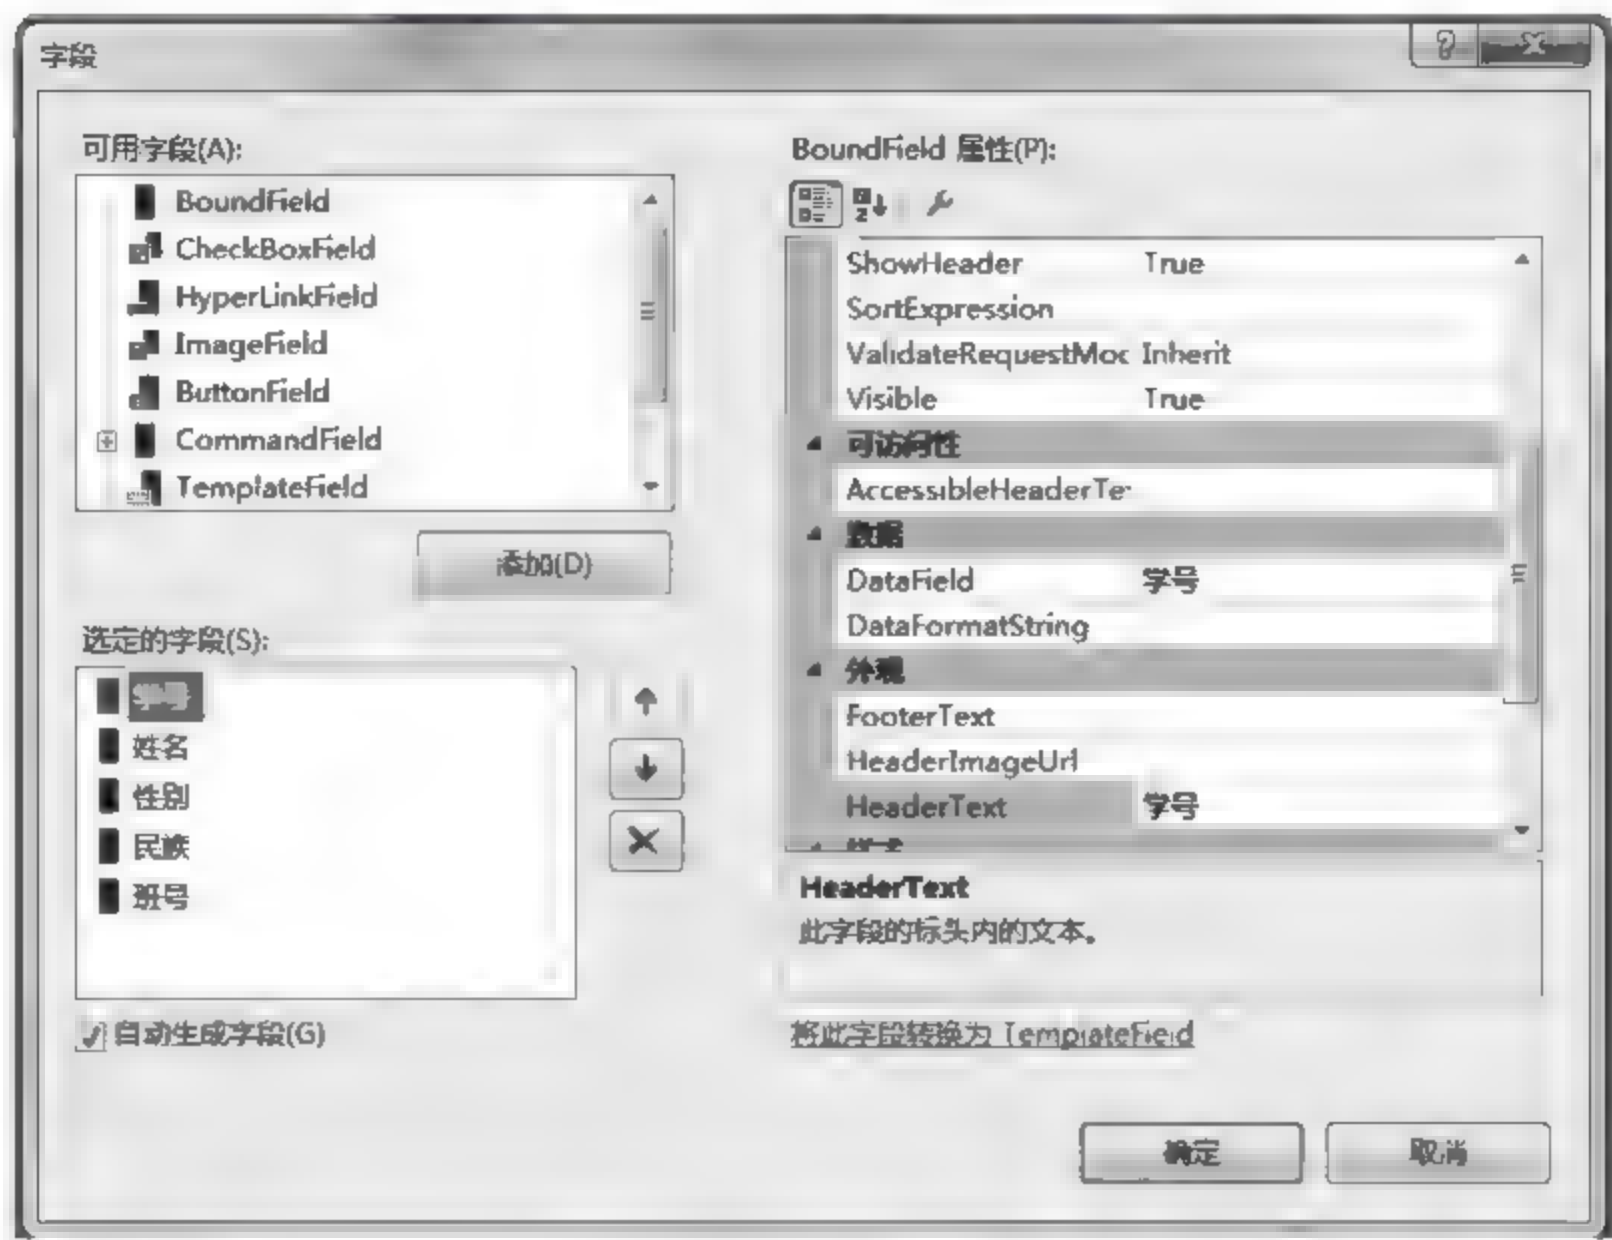 字段
可用字段(A):
BoundField
CheckBoxField
HyperLinkField
ImageField
ButtonField
CommandField
TemplateField
添加(D)
选定的字段(S):
学号
姓名
性别
民族
班号
自动生成字段(G)
BoundField 属性(P):
ShowHeader True
SortExpression
ValidateRequestMoc Inherit
Visible True
可访问性
AccessibleHeaderTe
数据
DataField 学号
DataFormatString
外观
FooterText
HeaderImageUrl
HeaderText 学号
HeaderText
此字段的标头内的文本。
将此字段转换为 TemplateField
确定 取消